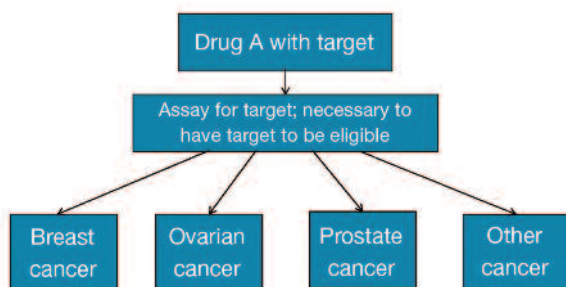 Drug A with target
Assay for target; necessary to
have target to be eligible
Breast
cancer
Ovarian
cancer
Prostate
cancer
Other
cancer